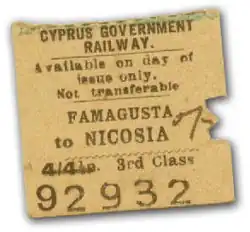 CYPRUS GOVERNMENT
RAILWAY.
Available on day of
issue only.
Not transferable
FAMAGUSTA
to NICOSIA
3rd Class
92932